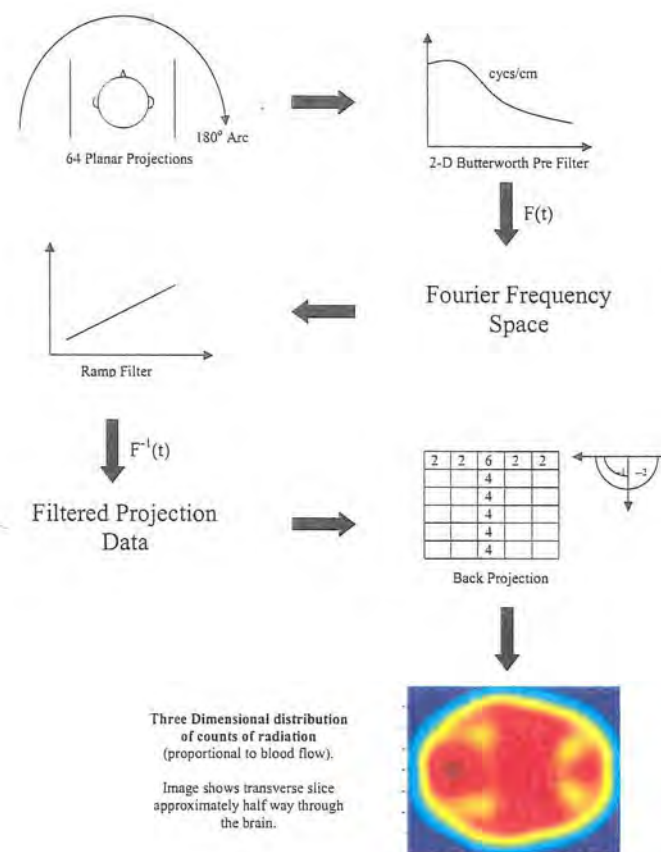 180° Arc
64 Planar Projections
cycs/cm
2-D Butterworth Pre Filter
F(t)
Fourier Frequency
Space
Ramp Filter
F⁻¹(t)
Filtered Projection
Data
2 2 6 2 2
4
4
4
4
4
-2
Back Projection
Three Dimensional distribution
of counts of radiation
(proportional to blood flow).
Image shows transverse slice
approximately half way through
the brain.